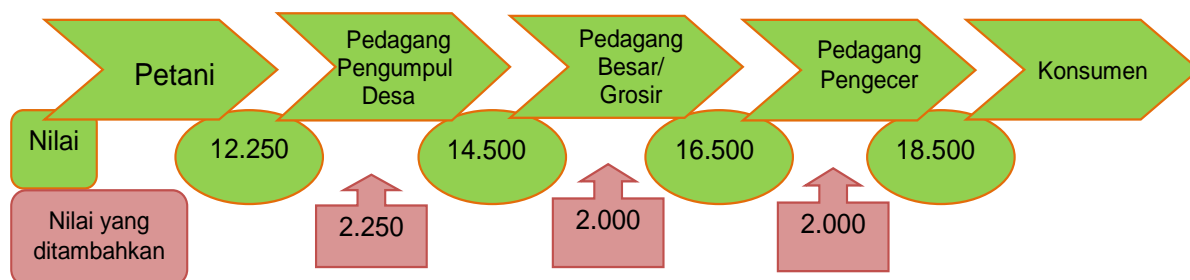 Petani
Pedagang
Pengumpul
Desa
Pedagang
Besar/
Grosir
Pedagang
Pengecer
Konsumen
Nilai
12.250
14.500
16.500
18.500
Nilai yang
ditambahkan
2.250
2.000
2.000